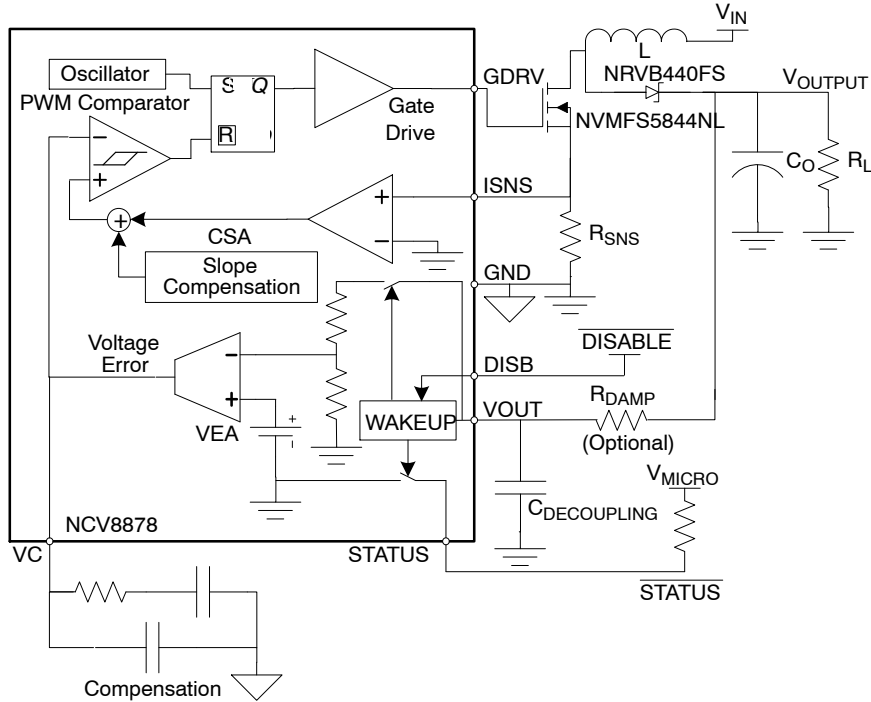 V_IN
L
Oscillator
S Q
GDRV
NRVB440FS
V_OUTPUT
PWM Comparator
Gate
Drive
NVMFS5844NL
R
−
+
C_O
R_L
ISNS
+
−
+
CSA
R_SNS
Slope
Compensation
GND
DISABLE
Voltage
Error
−
+
DISB
R_DAMP
WAKEUP
VOUT
(Optional)
VEA
+
−
V_MICRO
C_DECOUPLING
NCV8878
VC
STATUS
STATUS
Compensation